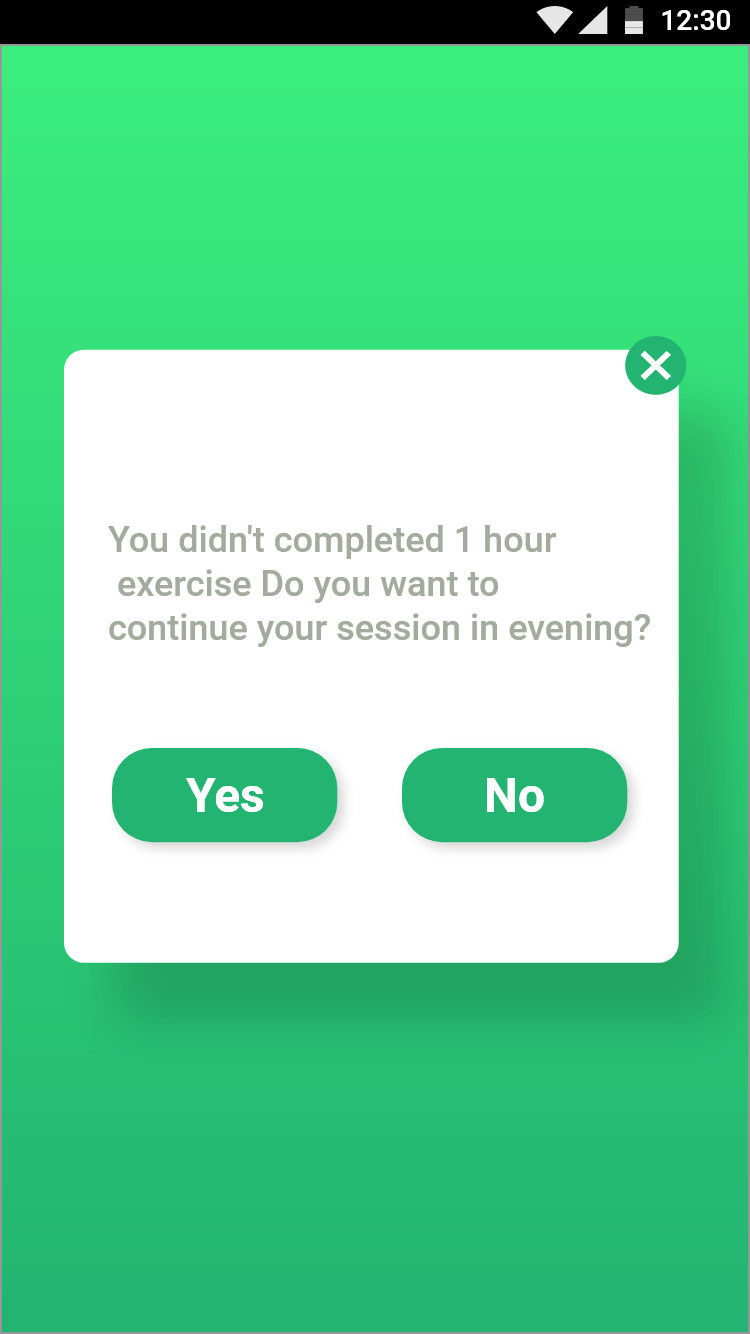 12:30
You didn't completed 1 hour
exercise Do you want to
continue your session in evening?
Yes
No